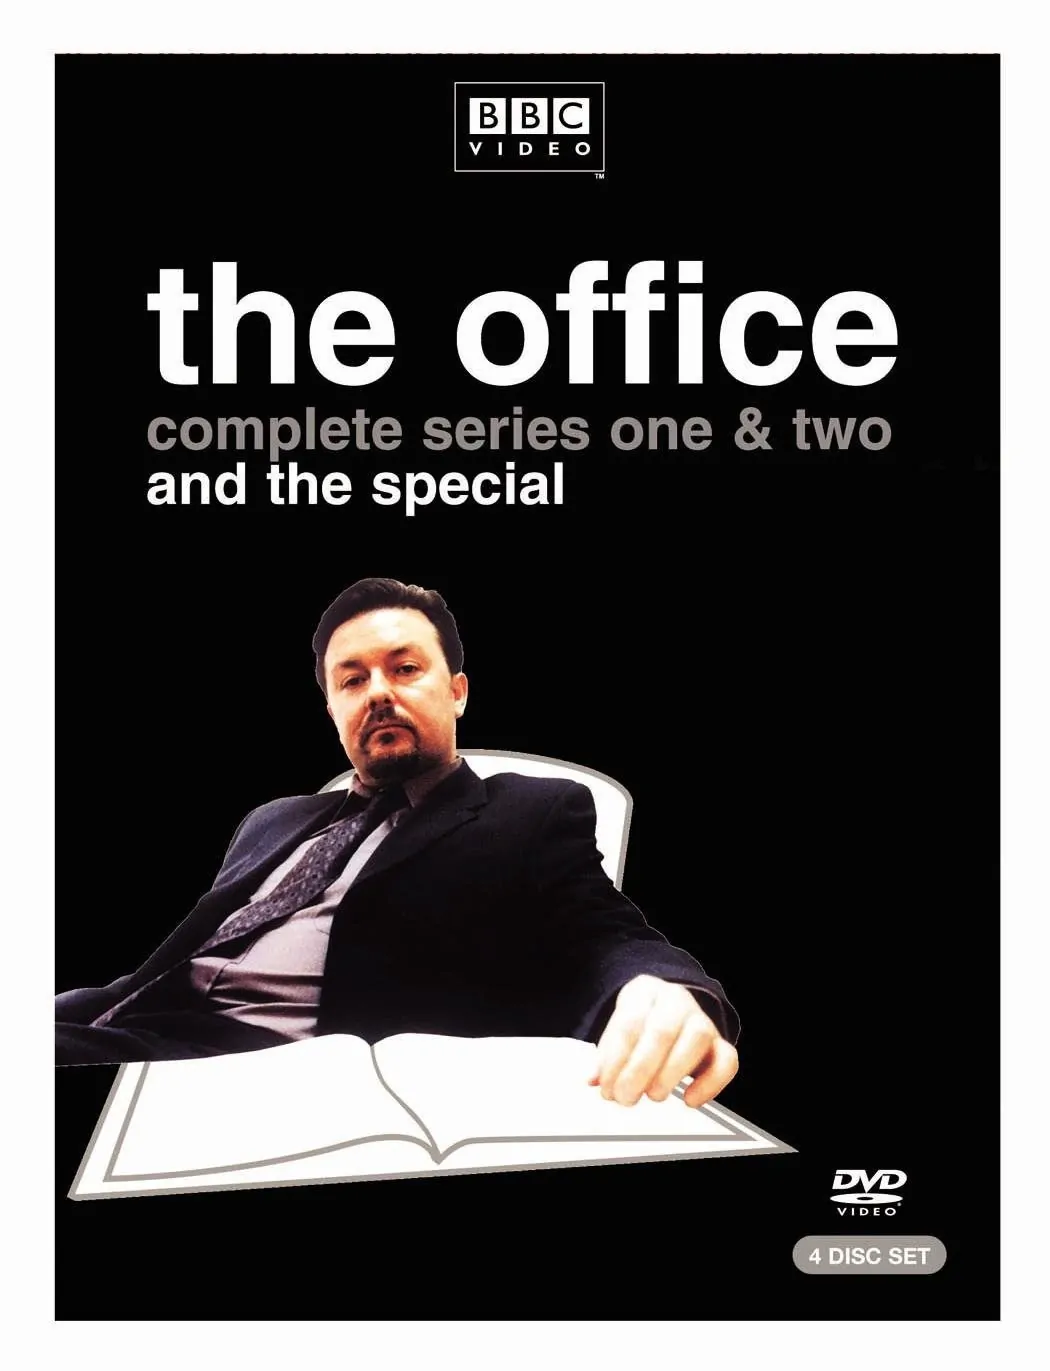 BBC
VIDEO
™
the office
complete series one & two
and the special
DVD
VIDEO
4 DISC SET